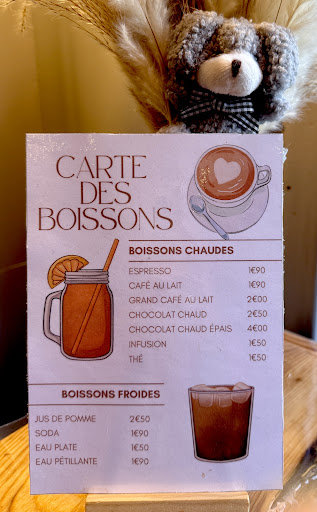 CARTE
DES
BOISSONS
BOISSONS CHAUDES
ESPRESSO 1€90
CAFÉ AU LAIT 1€90
GRAND CAFÉ AU LAIT 2€00
CHOCOLAT CHAUD 2€50
CHOCOLAT CHAUD ÉPAIS 4€00
INFUSION 1€50
THÉ 1€50
BOISSONS FROIDES
JUS DE POMME 2€50
SODA 1€90
EAU PLATE 1€50
EAU PÉTILLANTE 1€90